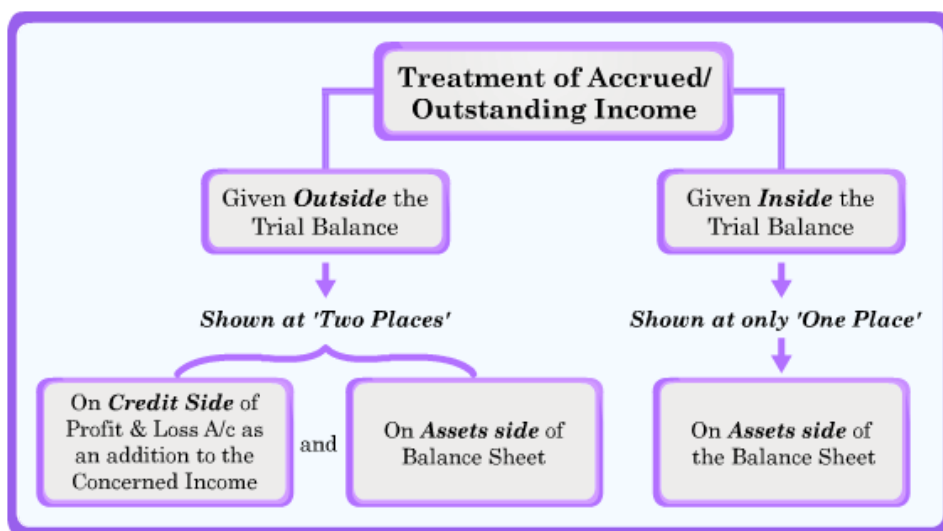 Treatment of Accrued/
Outstanding Income
Given Outside the
Trial Balance
Given Inside the
Trial Balance
Shown at 'Two Places'
Shown at only 'One Place'
On Credit Side of
Profit & Loss A/c as
an addition to the
Concerned Income
and
On Assets side of
Balance Sheet
On Assets side of
the Balance Sheet